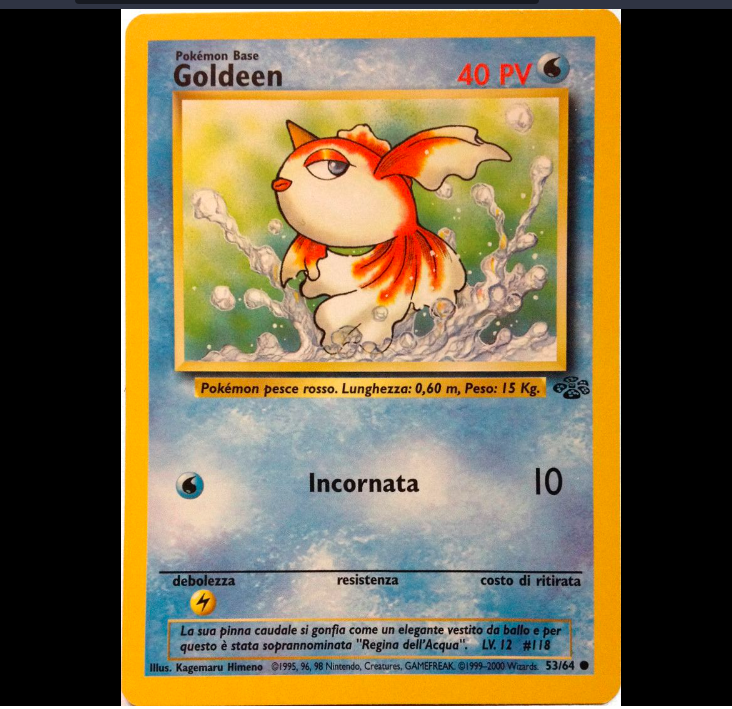 Pokémon Base
Goldeen
40 PV
Pokémon pesce rosso. Lunghezza: 0,60 m, Peso: 15 Kg.
Incornata 10
debolezza resistenza costo di ritirata
La sua pinna caudale si gonfia come un elegante vestito da ballo e per
questo è stata soprannominata "Regina dell'Acqua". LV. 12 #118
Illus. Kagemaru Himeno ©1995, 96, 98 Nintendo, Creatures, GAMEFREAK. ©1999-2000 Wizards. 53/64